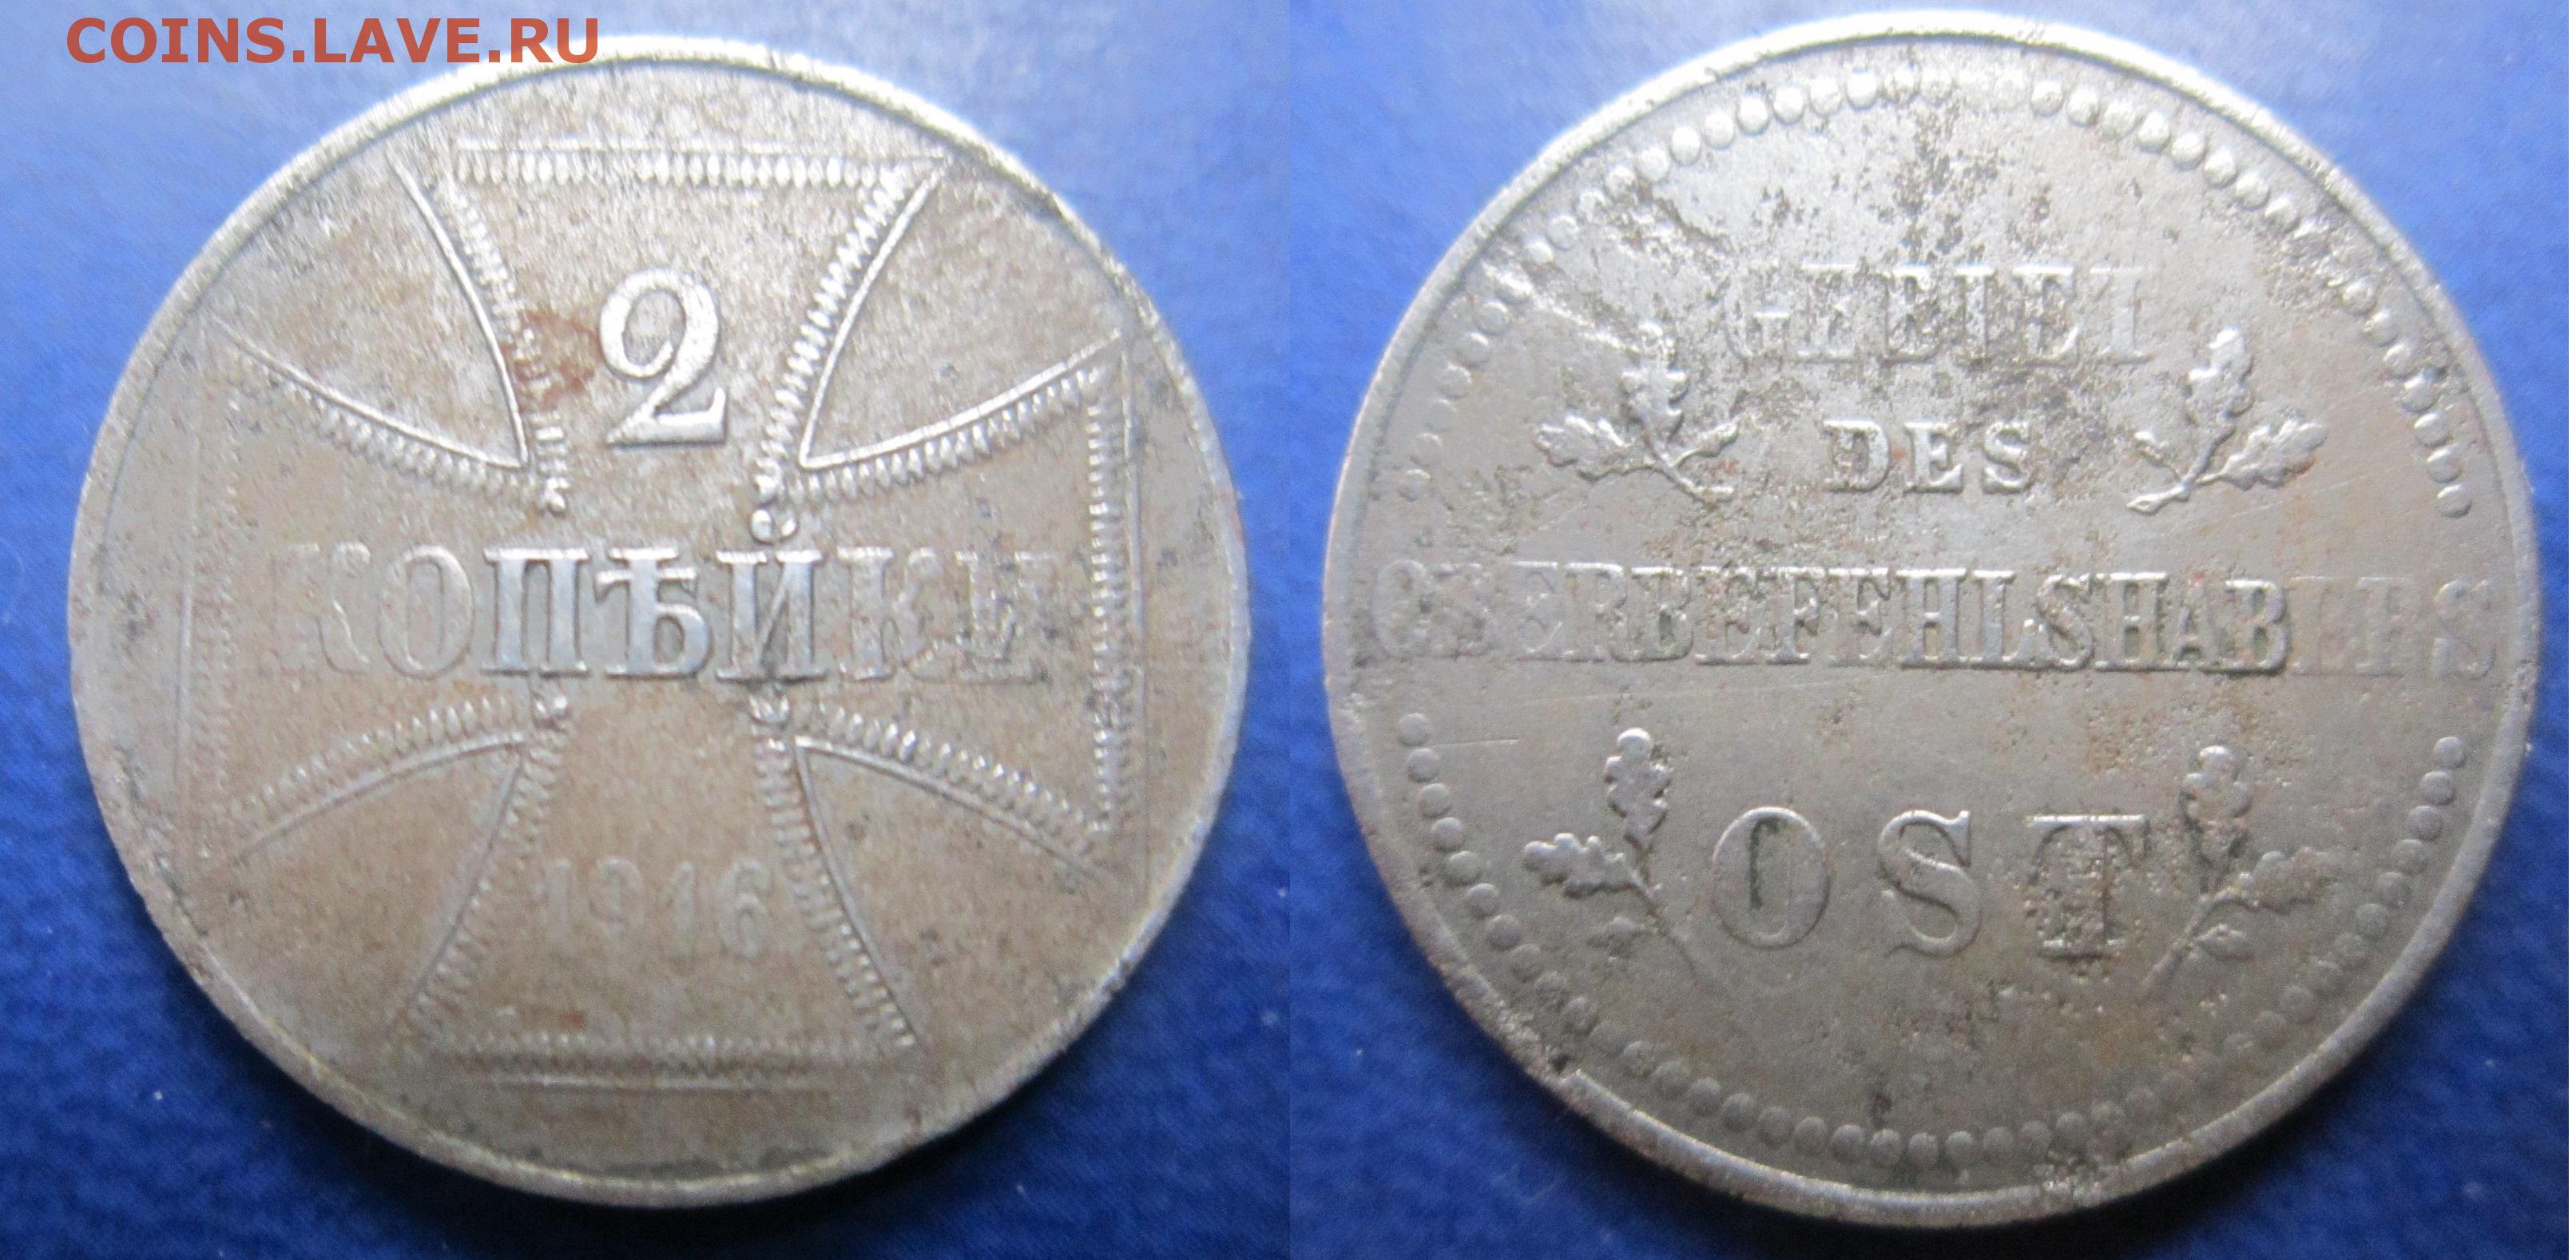 COINS.LAVE.RU
2
КОПѢЙКИ
1916
GEBIET
DES
OBERBEFEHLSHABERS
OST